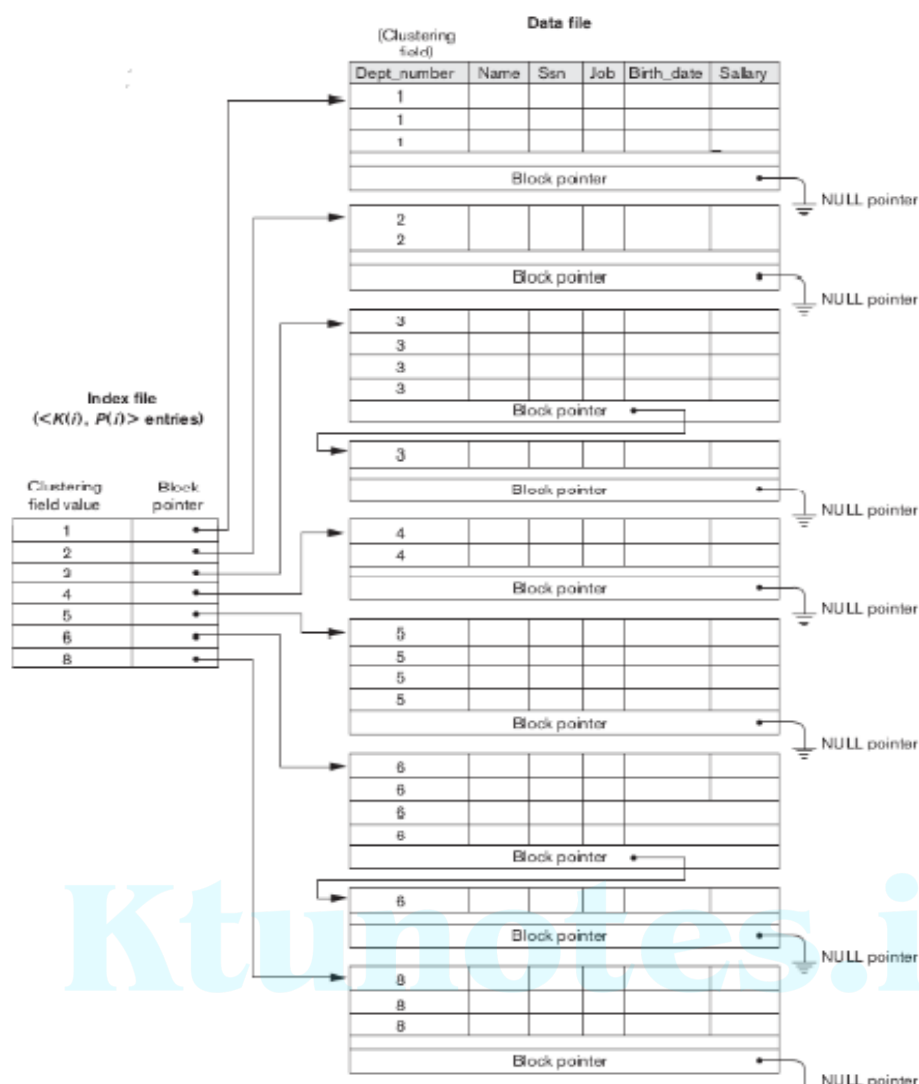 Data file
(Clustering
field)
Dept_number Name Ssn Job Birth_date Sallary
1
1
1
Block pointer
NULL pointer
2
2
Block pointer
NULL pointer
3
3
3
3
Block pointer
3
Block pointer
NULL pointer
Index file
(<K(i), P(i)> entries)
Clustering
field value
Block
pointer
1
2
3
4
5
6
8
4
4
Block pointer
NULL pointer
5
5
5
5
Block pointer
NULL pointer
6
6
6
6
Block pointer
6
Block pointer
NULL pointer
8
8
8
Block pointer
NULL pointer
Ktunotes.i